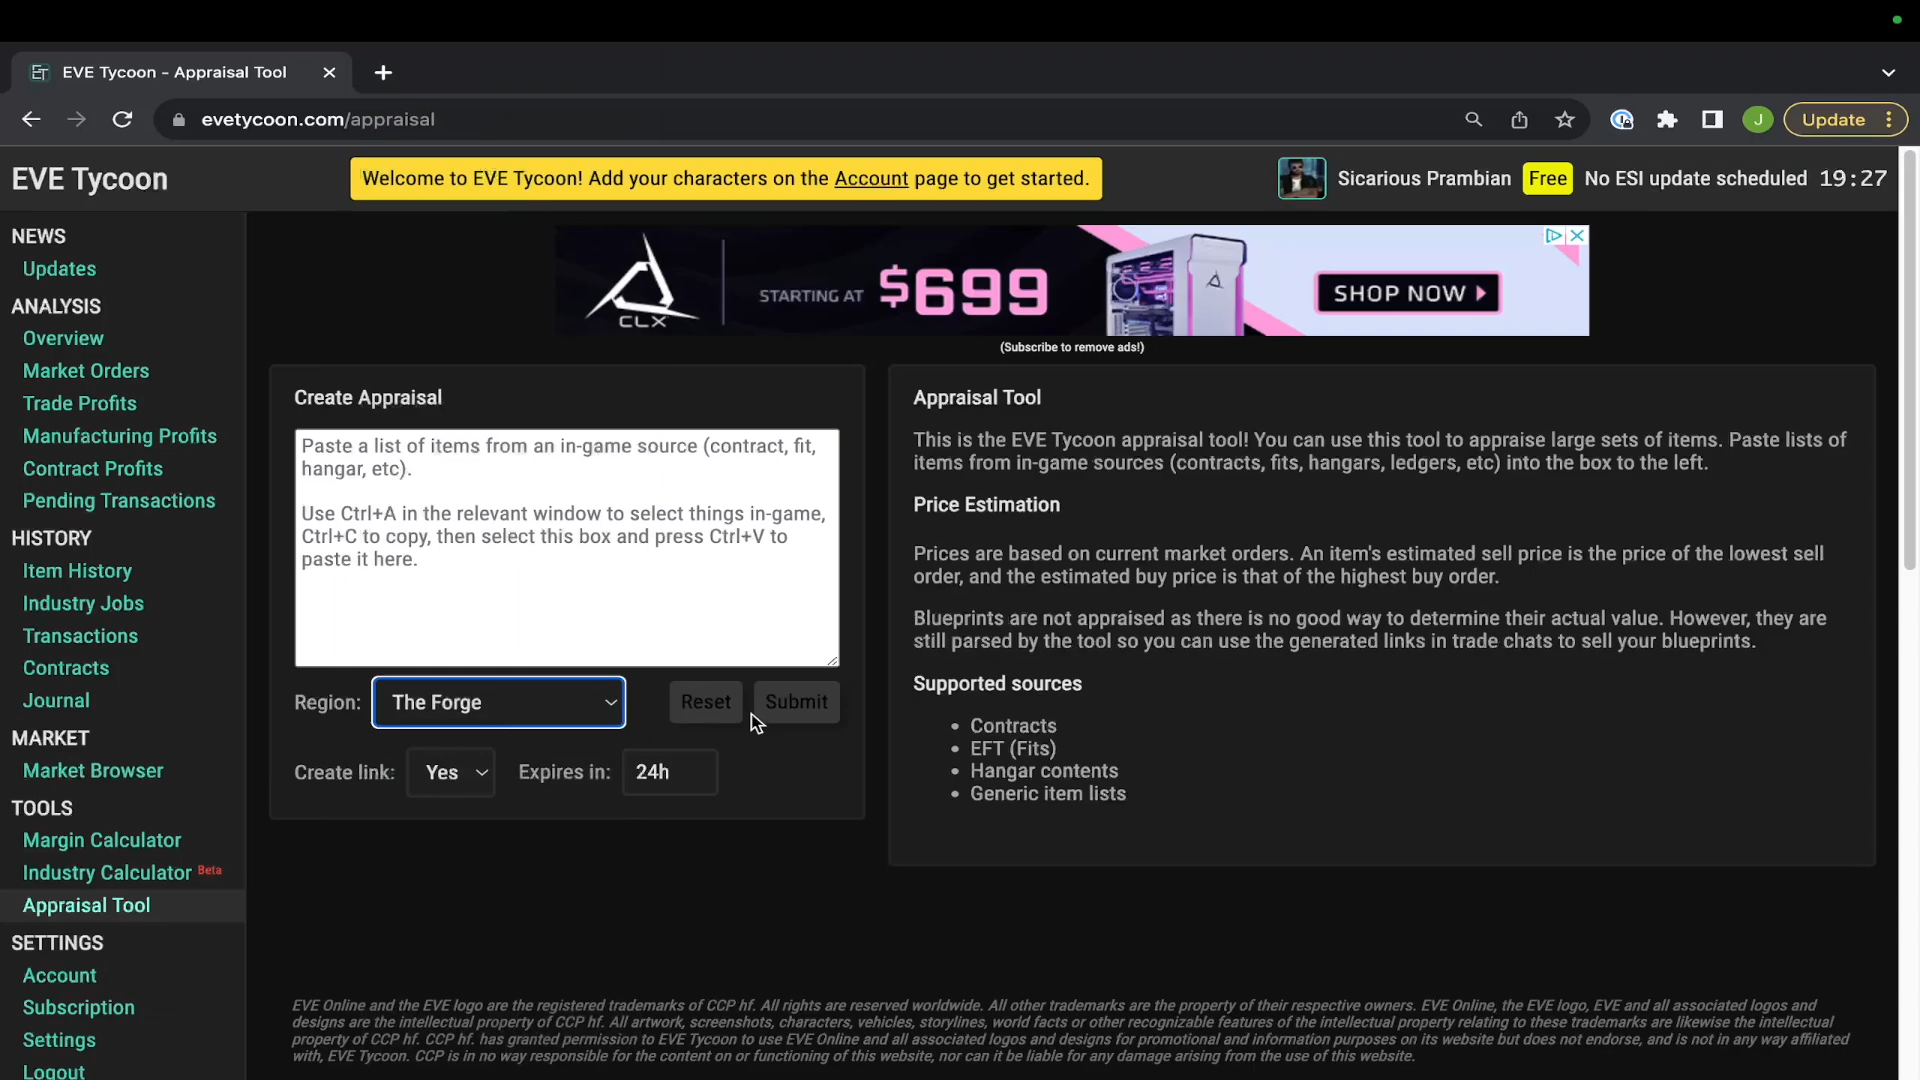 EVE Tycoon - Appraisal Tool
evetycoon.com/appraisal
J
Update
EVE Tycoon
Welcome to EVE Tycoon! Add your characters on the Account page to get started.
Sicarious Prambian
Free
No ESI update scheduled
19:27
NEWS
Updates
ANALYSIS
Overview
Market Orders
Trade Profits
Manufacturing Profits
Contract Profits
Pending Transactions
HISTORY
Item History
Industry Jobs
Transactions
Contracts
Journal
MARKET
Market Browser
TOOLS
Margin Calculator
Industry Calculator Beta
Appraisal Tool
SETTINGS
Account
Subscription
Settings
Logout
CLX
STARTING AT $699
SHOP NOW
(Subscribe to remove ads!)
Create Appraisal
Paste a list of items from an in-game source (contract, fit,
hangar, etc).
Use Ctrl+A in the relevant window to select things in-game,
Ctrl+C to copy, then select this box and press Ctrl+V to
paste it here.
Region: The Forge
Reset
Submit
Create link: Yes
Expires in: 24h
Appraisal Tool
This is the EVE Tycoon appraisal tool! You can use this tool to appraise large sets of items. Paste lists of
items from in-game sources (contracts, fits, hangars, ledgers, etc) into the box to the left.
Price Estimation
Prices are based on current market orders. An item's estimated sell price is the price of the lowest sell
order, and the estimated buy price is that of the highest buy order.
Blueprints are not appraised as there is no good way to determine their actual value. However, they are
still parsed by the tool so you can use the generated links in trade chats to sell your blueprints.
Supported sources
• Contracts
• EFT (Fits)
• Hangar contents
• Generic item lists
EVE Online and the EVE logo are the registered trademarks of CCP hf. All rights are reserved worldwide. All other trademarks are the property of their respective owners. EVE Online, the EVE logo, EVE and all associated logos and
designs are the intellectual property of CCP hf. All artwork, screenshots, characters, vehicles, storylines, world facts or other recognizable features of the intellectual property relating to these trademarks are likewise the intellectual
property of CCP hf. CCP hf. has granted permission to EVE Tycoon to use EVE Online and all associated logos and designs for promotional and information purposes on its website but does not endorse, and is not in any way affiliated
with, EVE Tycoon. CCP is in no way responsible for the content on or functioning of this website, nor can it be liable for any damage arising from the use of this website.